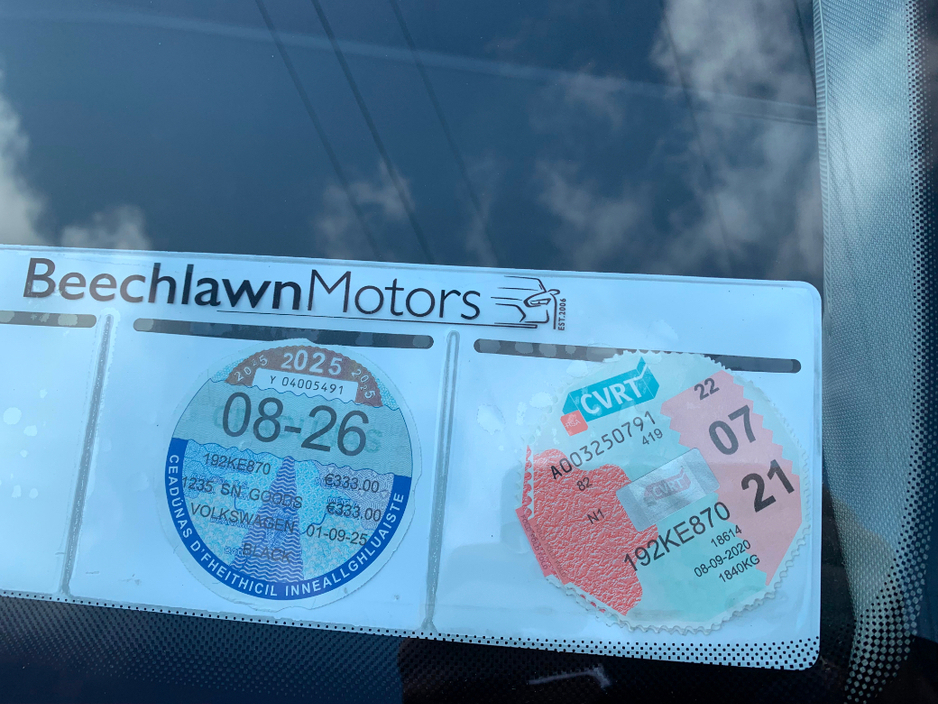 BeechlawnMotors
EST.2006
2025 2025 2025
Y 04005491
08-26
192KE870
1235 SN GOODS €333.00
€333.00
VOLKSWAGEN 01-09-25
BLACK
CEADÚNAS D'FHEITHICIL INNEALLGHLUAISTE
CVRT
22
07
21
A003250791
419
82
N1
CVRT
192KE870
18614
08-09-2020
1840KG